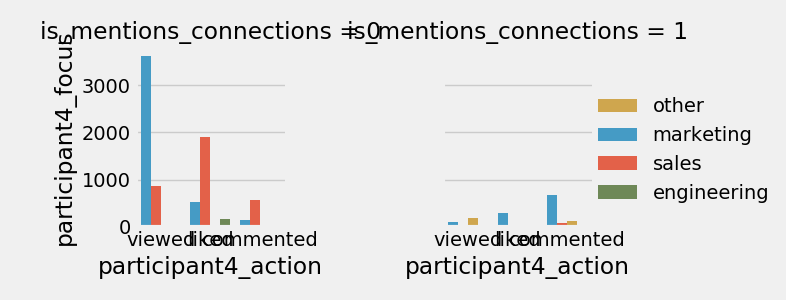 is_mentions_connections = 0
is_mentions_connections = 1
participant4_focus
3000
2000
1000
0
viewed liked commented
viewed liked commented
participant4_action
participant4_action
other
marketing
sales
engineering